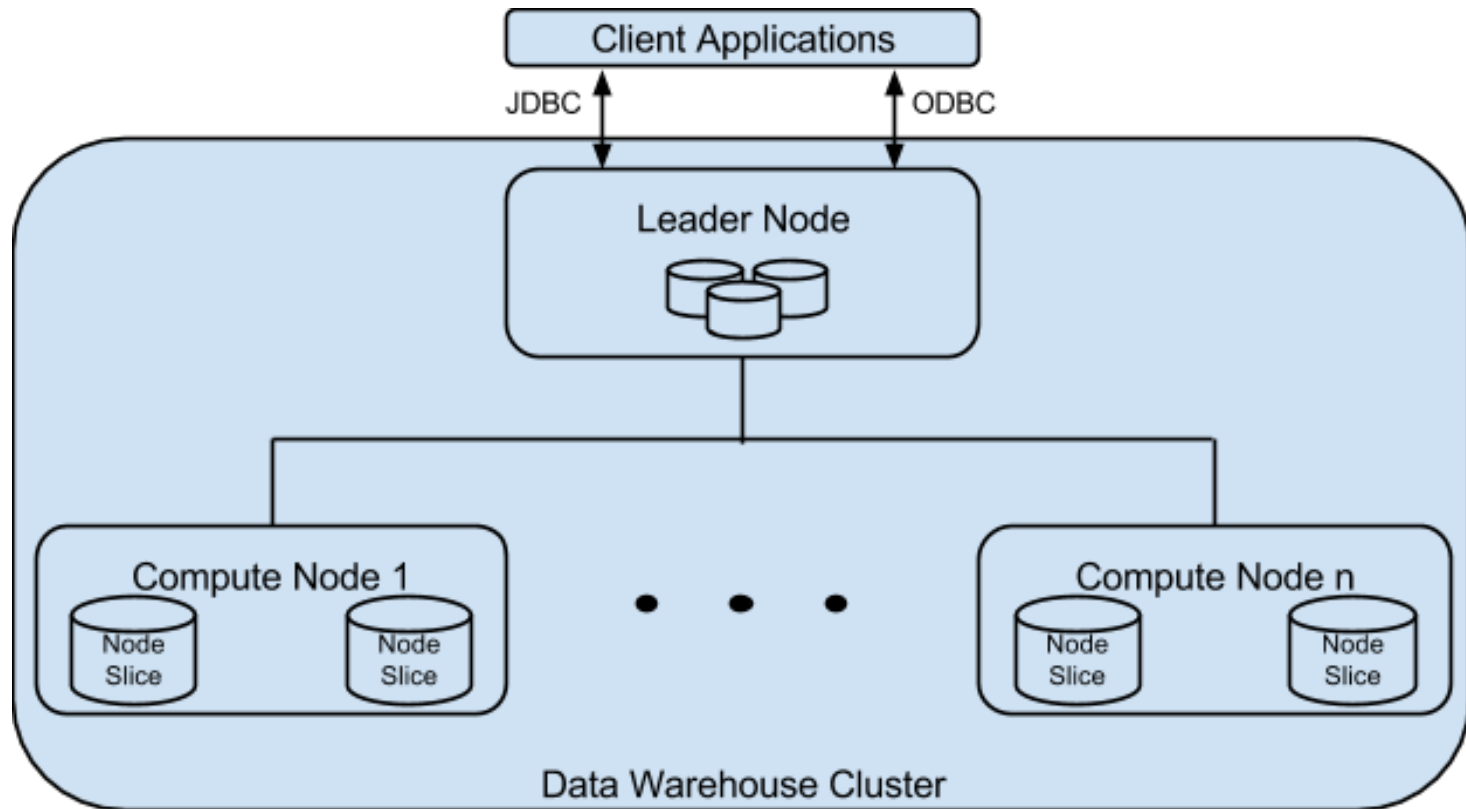 Client Applications
JDBC
ODBC
Leader Node
Compute Node 1
Node
Slice
Node
Slice
Compute Node n
Node
Slice
Node
Slice
Data Warehouse Cluster